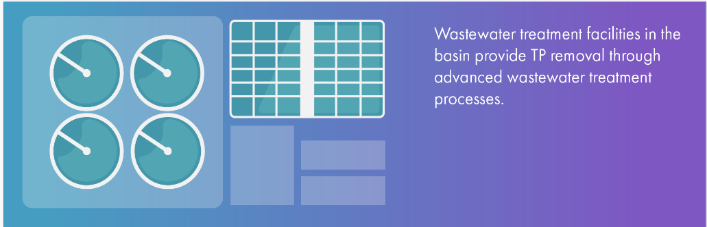 Wastewater treatment facilities in the
basin provide TP removal through
advanced wastewater treatment
processes.